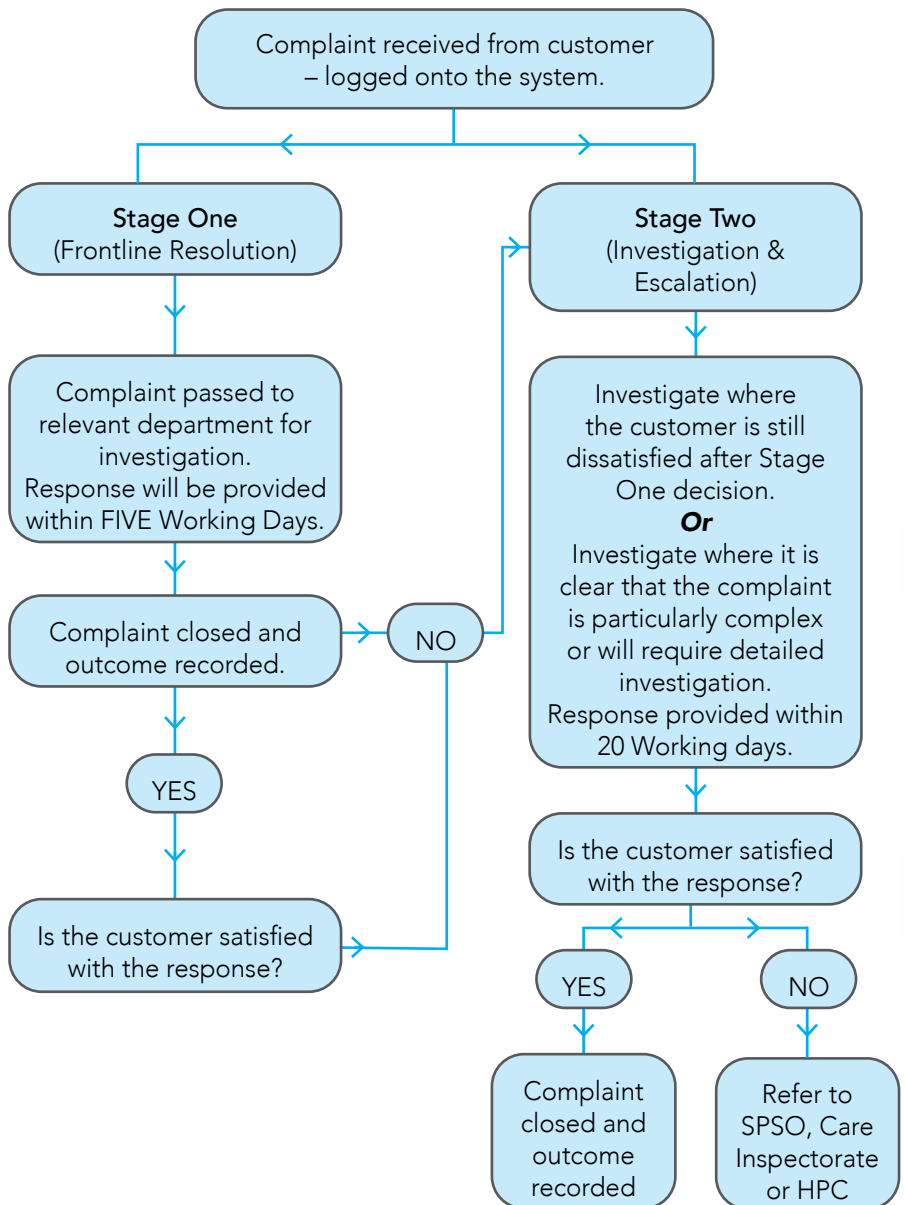 Complaint received from customer
– logged onto the system.
Stage One
(Frontline Resolution)
Complaint passed to
relevant department for
investigation.
Response will be provided
within FIVE Working Days.
Complaint closed and
outcome recorded.
NO
YES
Is the customer satisfied
with the response?
Stage Two
(Investigation &
Escalation)
Investigate where
the customer is still
dissatisfied after Stage
One decision.
Or
Investigate where it is
clear that the complaint
is particularly complex
or will require detailed
investigation.
Response provided within
20 Working days.
Is the customer satisfied
with the response?
YES
NO
Complaint
closed and
outcome
recorded
Refer to
SPSO, Care
Inspectorate
or HPC